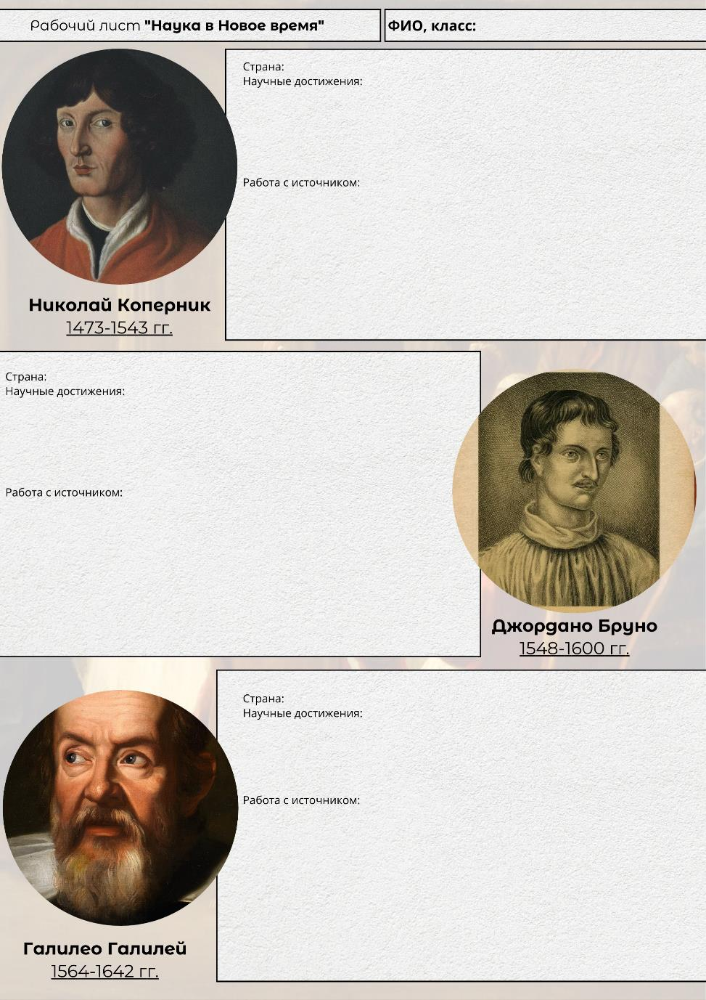 Рабочий лист "Наука в Новое время"
ФИО, класс:
Страна:
Научные достижения:
Работа с источником:
Николай Коперник
1473-1543 гг.
Страна:
Научные достижения:
Работа с источником:
Джордано Бруно
1548-1600 гг.
Страна:
Научные достижения:
Работа с источником:
Галилео Галилей
1564-1642 гг.